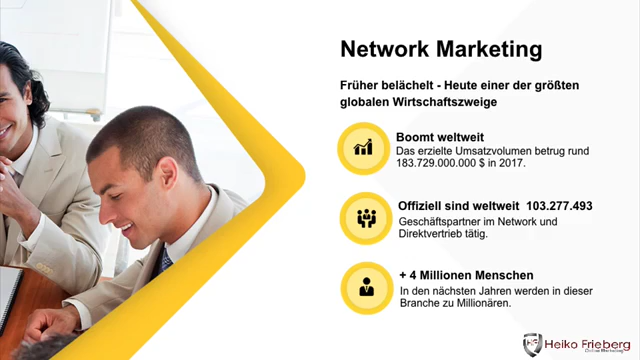 Network Marketing
Früher belächelt - Heute einer der größten
globalen Wirtschaftszweige
Boomt weltweit
Das erzielte Umsatzvolumen betrug rund
183.729.000.000 $ in 2017.
Offiziell sind weltweit 103.277.493
Geschäftspartner im Network und
Direktvertrieb tätig.
+ 4 Millionen Menschen
In den nächsten Jahren werden in dieser
Branche zu Millionären.
Heiko Frieberg